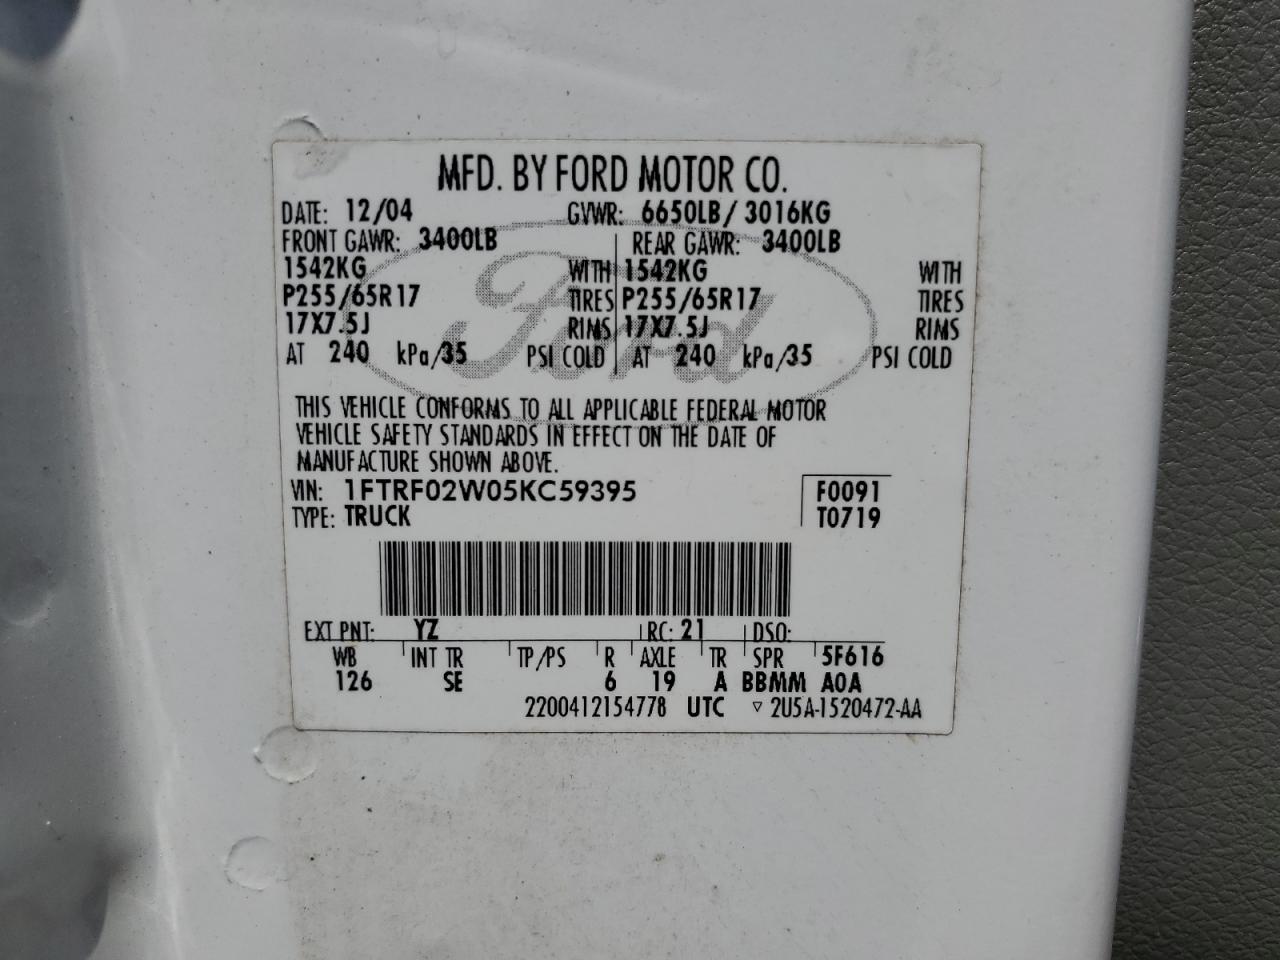 MFD. BY FORD MOTOR CO.
DATE: 12/04 GVWR: 6650LB/ 3016KG
FRONT GAWR: 3400LB REAR GAWR: 3400LB
1542KG WITH 1542KG WITH
P255/65R17 TIRES P255/65R17 TIRES
17X7.5J RIMS 17X7.5J RIMS
AT 240 kPa/35 PSI COLD AT 240 kPa/35 PSI COLD
Ford
THIS VEHICLE CONFORMS TO ALL APPLICABLE FEDERAL MOTOR
VEHICLE SAFETY STANDARDS IN EFFECT ON THE DATE OF
MANUFACTURE SHOWN ABOVE.
VIN: 1FTRF02W05KC59395 F0091
TYPE: TRUCK T0719
EXT PNT: YZ RC: 21 DSO:
WB INT TR TP/PS R AXLE TR SPR 5F616
126 SE 6 19 A BBMM A0A
2200412154778 UTC ▿ 2U5A-1520472-AA